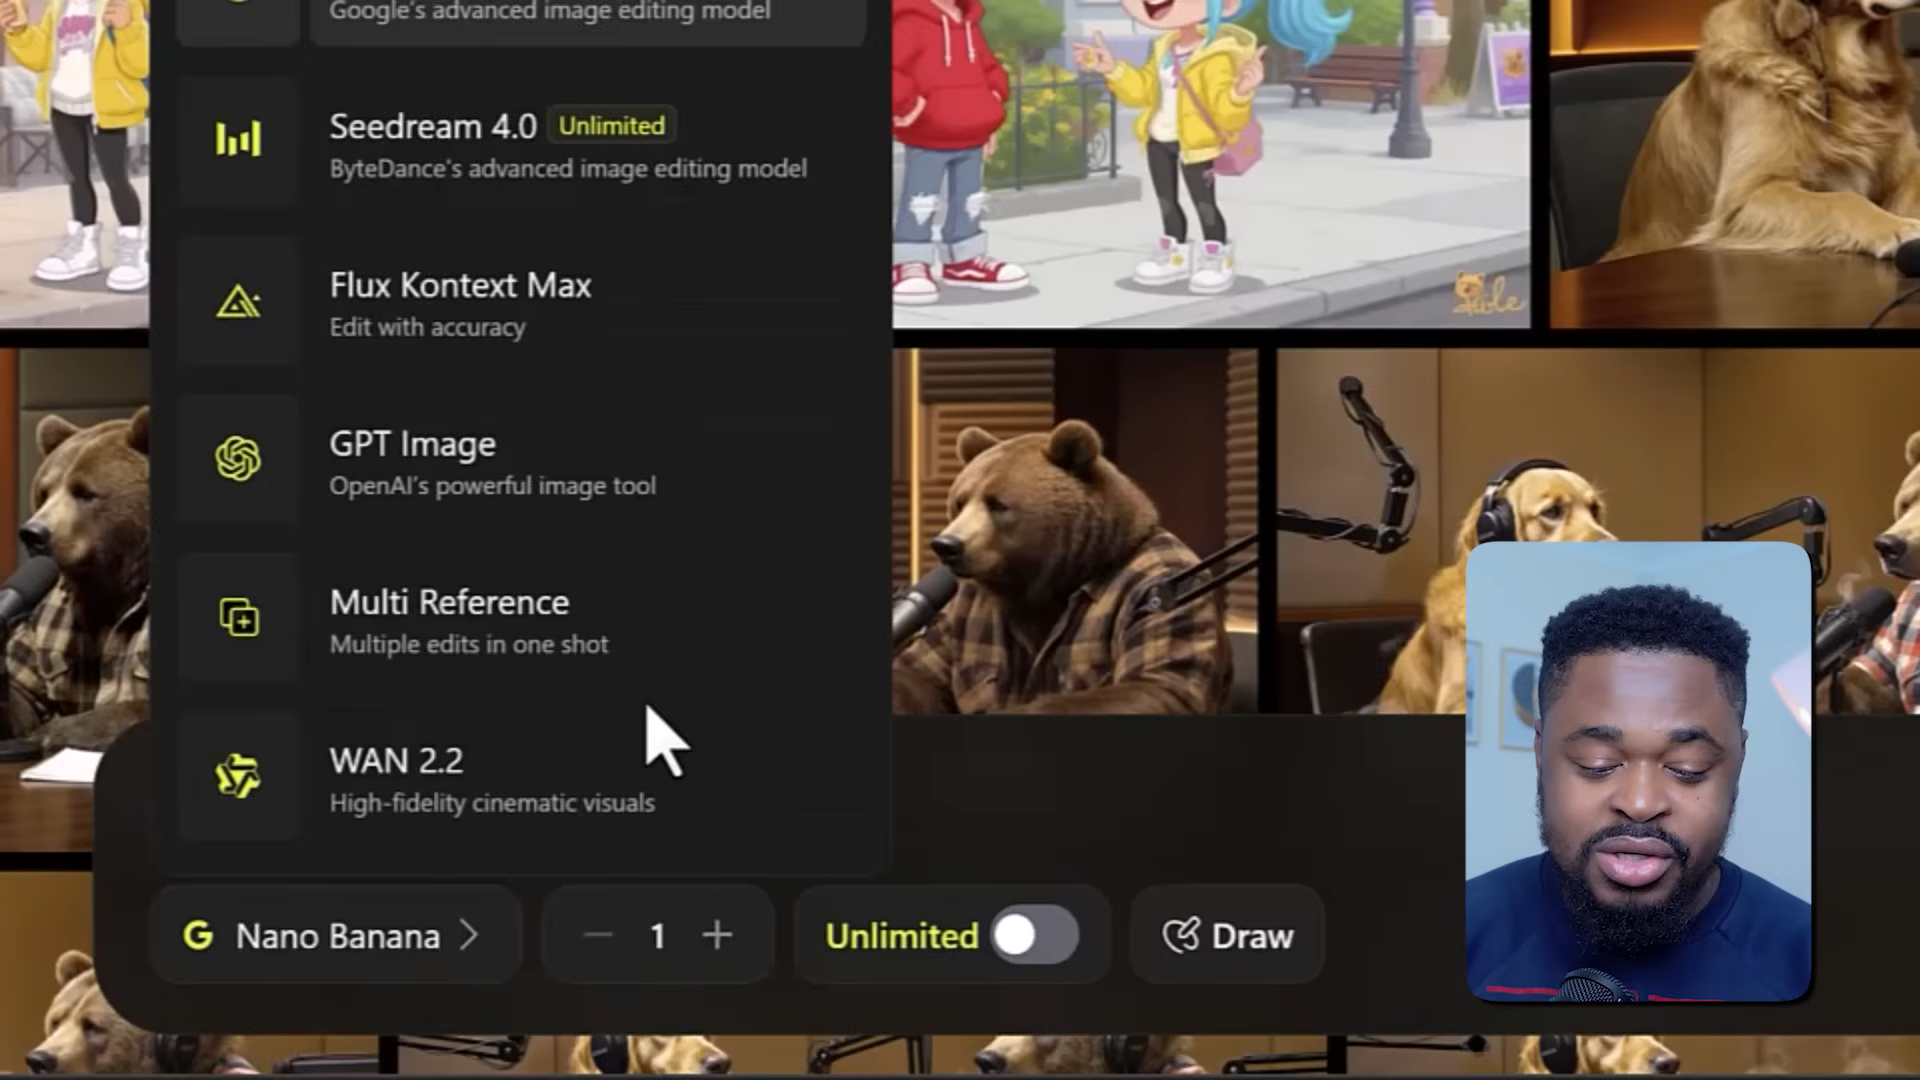 Google's advanced image editing model
Seedream 4.0 Unlimited
ByteDance's advanced image editing model
Flux Kontext Max
Edit with accuracy
GPT Image
OpenAI's powerful image tool
Multi Reference
Multiple edits in one shot
WAN 2.2
High-fidelity cinematic visuals
G Nano Banana
1
Unlimited
Draw